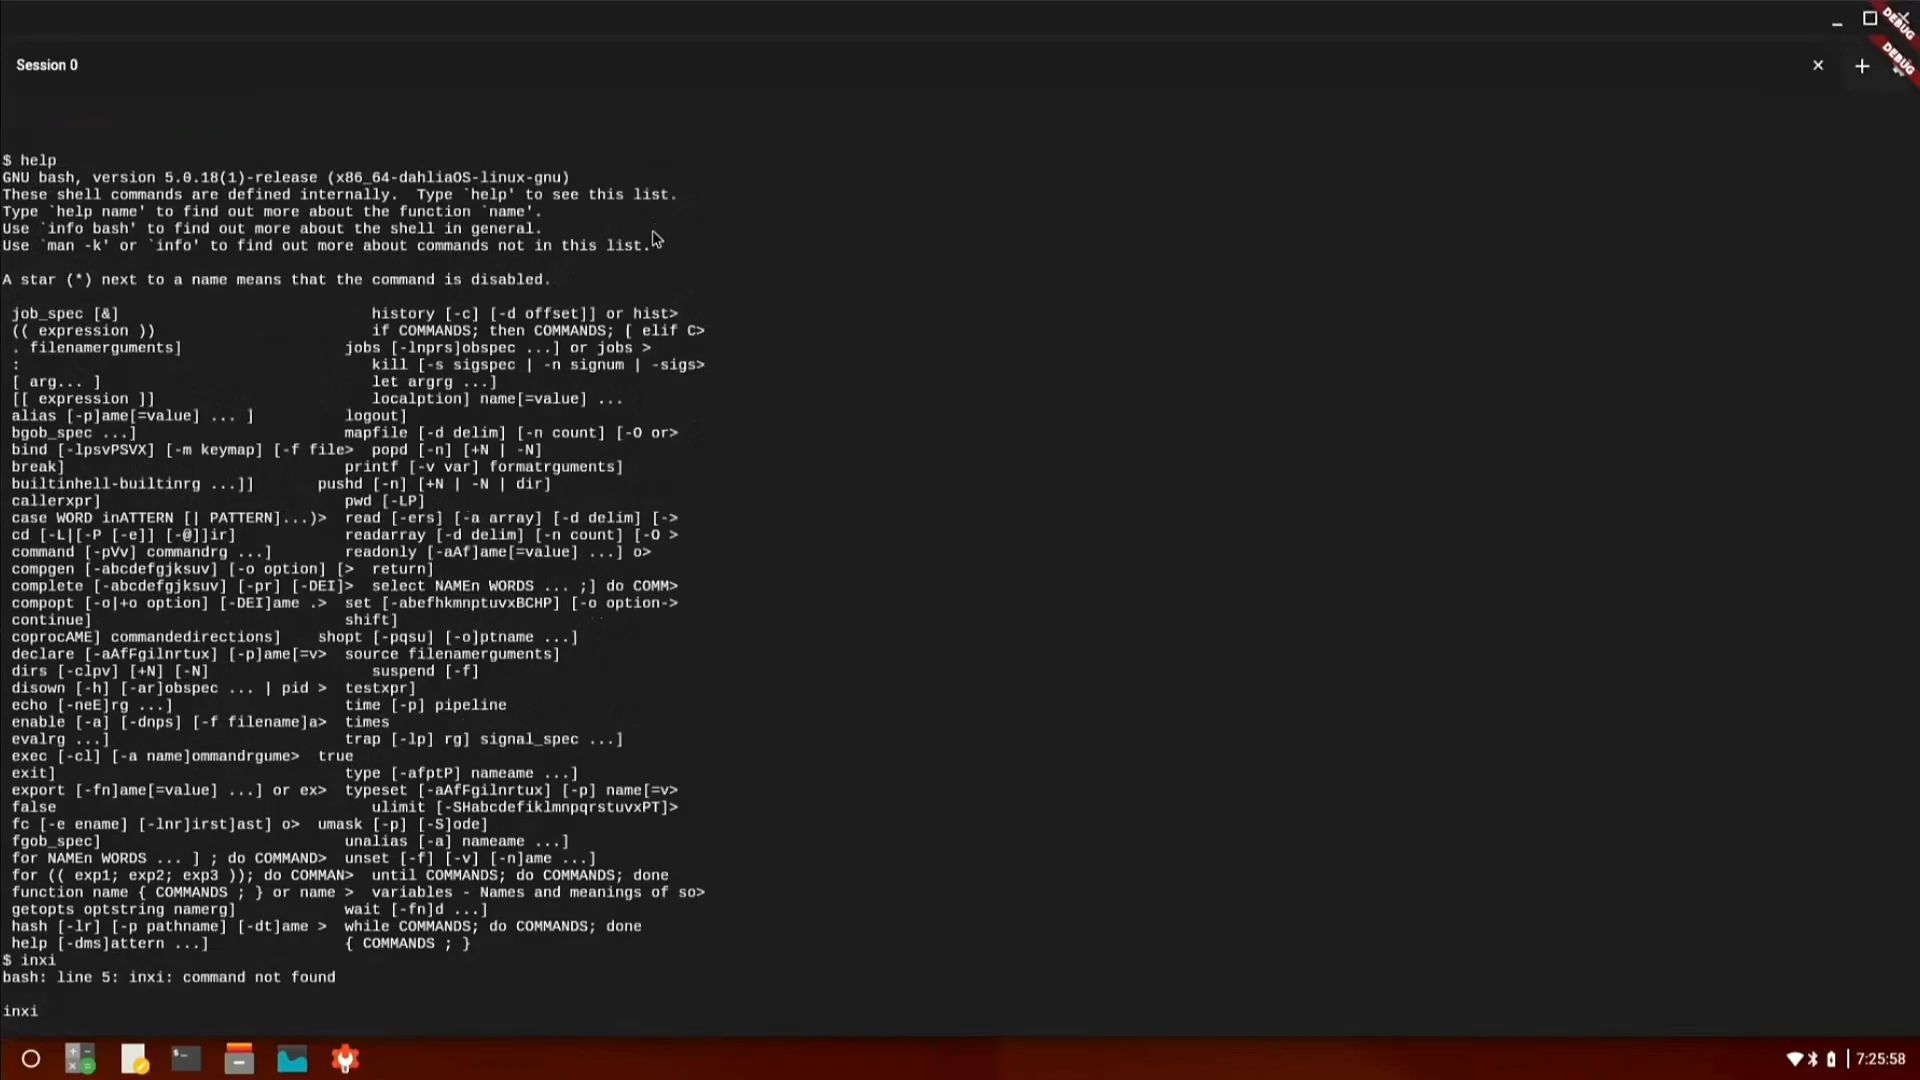 DEBUG
Session 0
DEBUG
$ help
GNU bash, version 5.0.18(1)-release (x86_64-dahliaOS-linux-gnu)
These shell commands are defined internally.  Type `help' to see this list.
Type `help name' to find out more about the function `name'.
Use `info bash' to find out more about the shell in general.
Use `man -k' or `info' to find out more about commands not in this list.
A star (*) next to a name means that the command is disabled.
job_spec [&] history [-c] [-d offset]] or hist>
(( expression )) if COMMANDS; then COMMANDS; [ elif C>
. filenamerguments] jobs [-lnprs]obspec ...] or jobs >
: kill [-s sigspec | -n signum | -sigs>
[ arg... ] let argrg ...]
[[ expression ]] localption] name[=value] ...
alias [-p]ame[=value] ... ] logout]
bgob_spec ...] mapfile [-d delim] [-n count] [-O or>
bind [-lpsvPSVX] [-m keymap] [-f file> popd [-n] [+N | -N]
break] printf [-v var] formatrguments]
builtinhell-builtinrg ...]] pushd [-n] [+N | -N | dir]
callerxpr] pwd [-LP]
case WORD inATTERN [| PATTERN]...)> read [-ers] [-a array] [-d delim] [->
cd [-L|[-P [-e]] [-@]]ir] readarray [-d delim] [-n count] [-O >
command [-pVv] commandrg ...] readonly [-aAf]ame[=value] ...] o>
compgen [-abcdefgjksuv] [-o option] [> return]
complete [-abcdefgjksuv] [-pr] [-DEI]> select NAMEn WORDS ... ;] do COMM>
compopt [-o|+o option] [-DEI]ame .> set [-abefhkmnptuvxBCHP] [-o option->
continue] shift]
coprocAME] commandedirections] shopt [-pqsu] [-o]ptname ...]
declare [-aAfFgilnrtux] [-p]ame[=v> source filenamerguments]
dirs [-clpv] [+N] [-N] suspend [-f]
disown [-h] [-ar]obspec ... | pid > testxpr]
echo [-neE]rg ...] time [-p] pipeline
enable [-a] [-dnps] [-f filename]a> times
evalrg ...] trap [-lp] rg] signal_spec ...]
exec [-cl] [-a name]ommandrgume> true
exit] type [-afptP] nameame ...]
export [-fn]ame[=value] ...] or ex> typeset [-aAfFgilnrtux] [-p] name[=v>
false ulimit [-SHabcdefiklmnpqrstuvxPT]>
fc [-e ename] [-lnr]irst]ast] o> umask [-p] [-S]ode]
fgob_spec] unalias [-a] nameame ...]
for NAMEn WORDS ... ] ; do COMMAND> unset [-f] [-v] [-n]ame ...]
for (( exp1; exp2; exp3 )); do COMMAN> until COMMANDS; do COMMANDS; done
function name { COMMANDS ; } or name > variables - Names and meanings of so>
getopts optstring namerg] wait [-fn]d ...]
hash [-lr] [-p pathname] [-dt]ame > while COMMANDS; do COMMANDS; done
help [-dms]attern ...] { COMMANDS ; }
$ inxi
bash: line 5: inxi: command not found
inxi
7:25:58